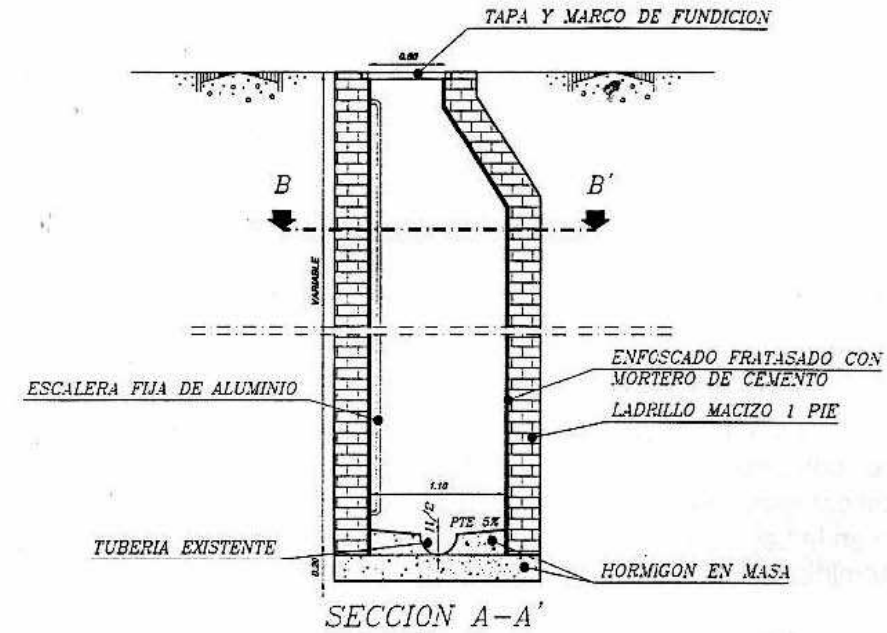 TAPA Y MARCO DE FUNDICION
0.60
B
B'
VARIABLE
ENFOSCADO FRATASADO CON
MORTERO DE CEMENTO
ESCALERA FIJA DE ALUMINIO
LADRILLO MACIZO 1 PIE
1.10
PTE 5%
TUBERIA EXISTENTE
0.20
HORMIGON EN MASA
SECCION A-A'